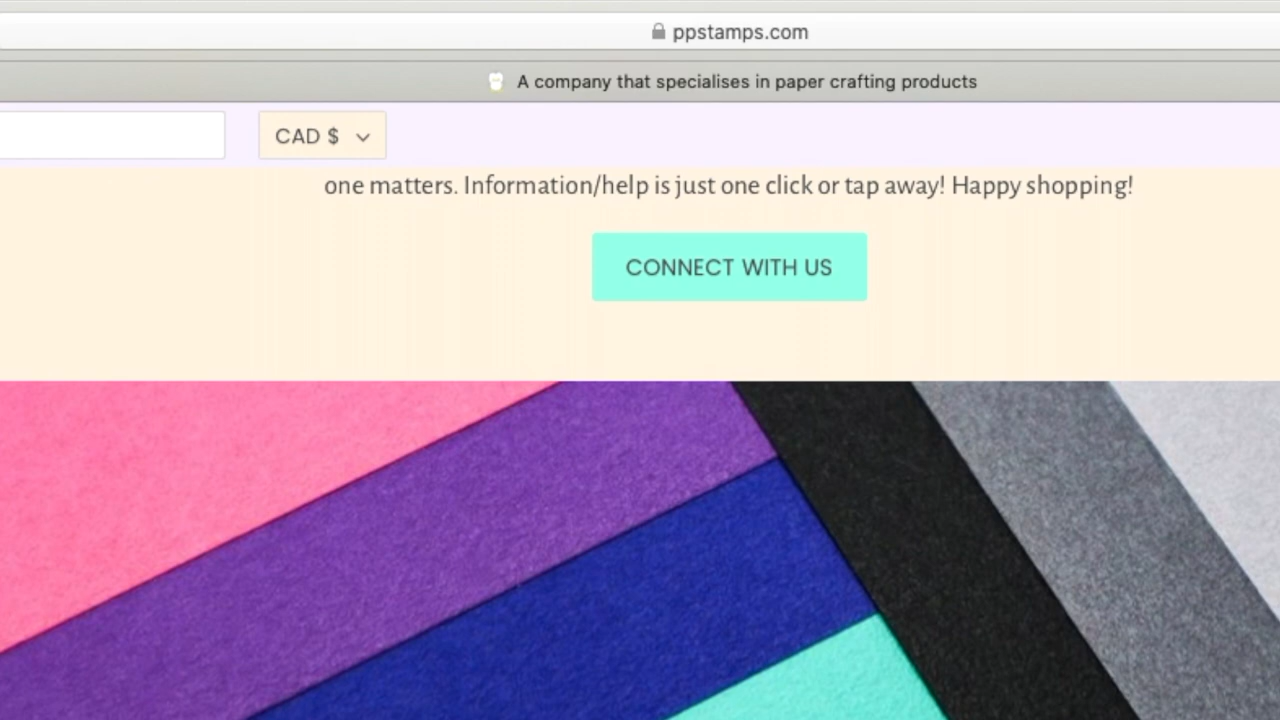 ppstamps.com
A company that specialises in paper crafting products
CAD $
one matters. Information/help is just one click or tap away! Happy shopping!
CONNECT WITH US